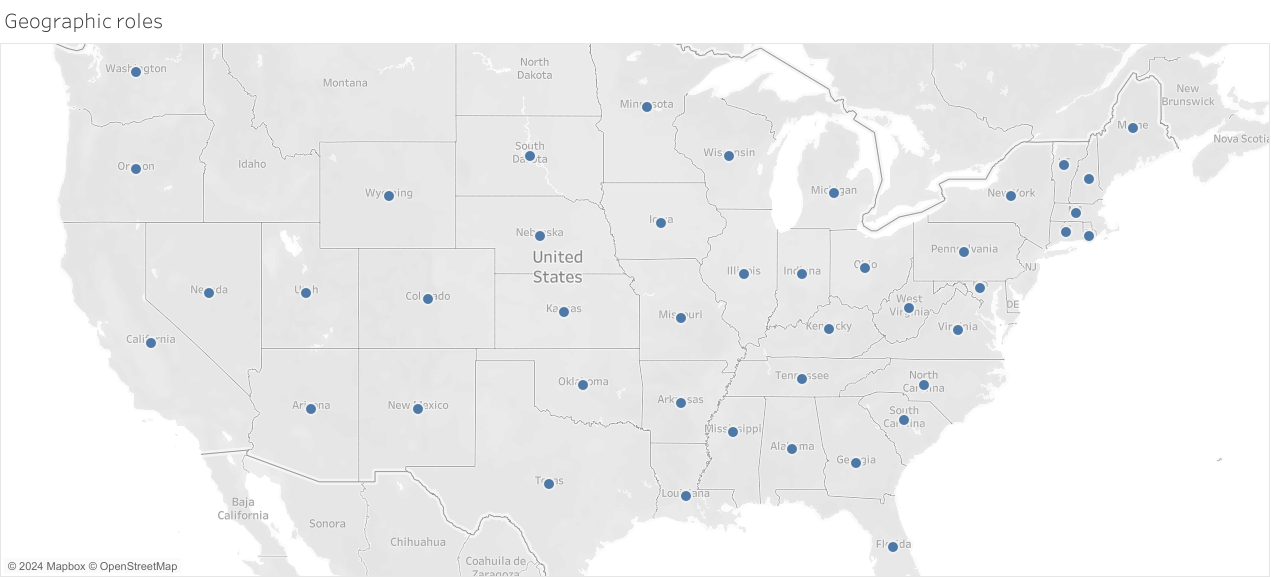 Geographic roles
Washington
Montana
North
Dakota
Minnesota
New
Brunswick
Maine
Nova Scotia
Oregon
Idaho
South
Dakota
Wisconsin
Wyoming
Michigan
New York
Nebraska
Iowa
United
States
Pennsylvania
NJ
Nevada
Utah
Colorado
Kansas
Illinois
Indiana
Ohio
West
Virginia
DE
California
Missouri
Kentucky
Virginia
Arizona
New Mexico
Oklahoma
Arkansas
Tennessee
North
Carolina
South
Carolina
Mississippi
Alabama
Georgia
Texas
Louisiana
Florida
Baja
California
Sonora
Chihuahua
Coahuila de
Zaragoza
© 2024 Mapbox © OpenStreetMap